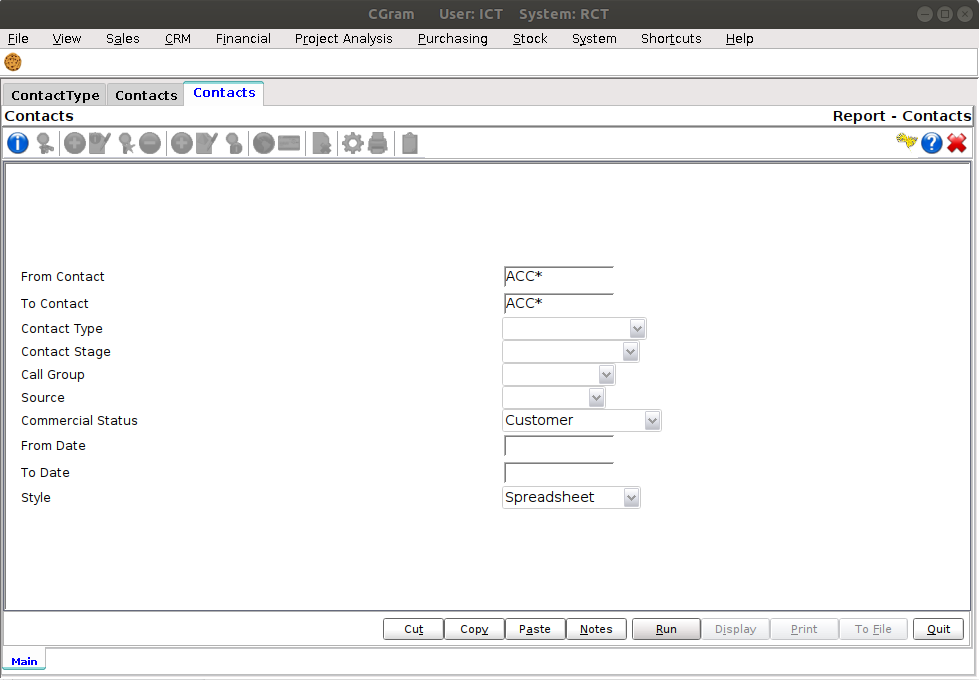 CGram User: ICT System: RCT
File View Sales CRM Financial Project Analysis Purchasing Stock System Shortcuts Help
ContactType Contacts Contacts
Contacts Report - Contacts
From Contact ACC*
To Contact ACC*
Contact Type
Contact Stage
Call Group
Source
Commercial Status Customer
From Date
To Date
Style Spreadsheet
Cut Copy Paste Notes Run Display Print To File Quit
Main